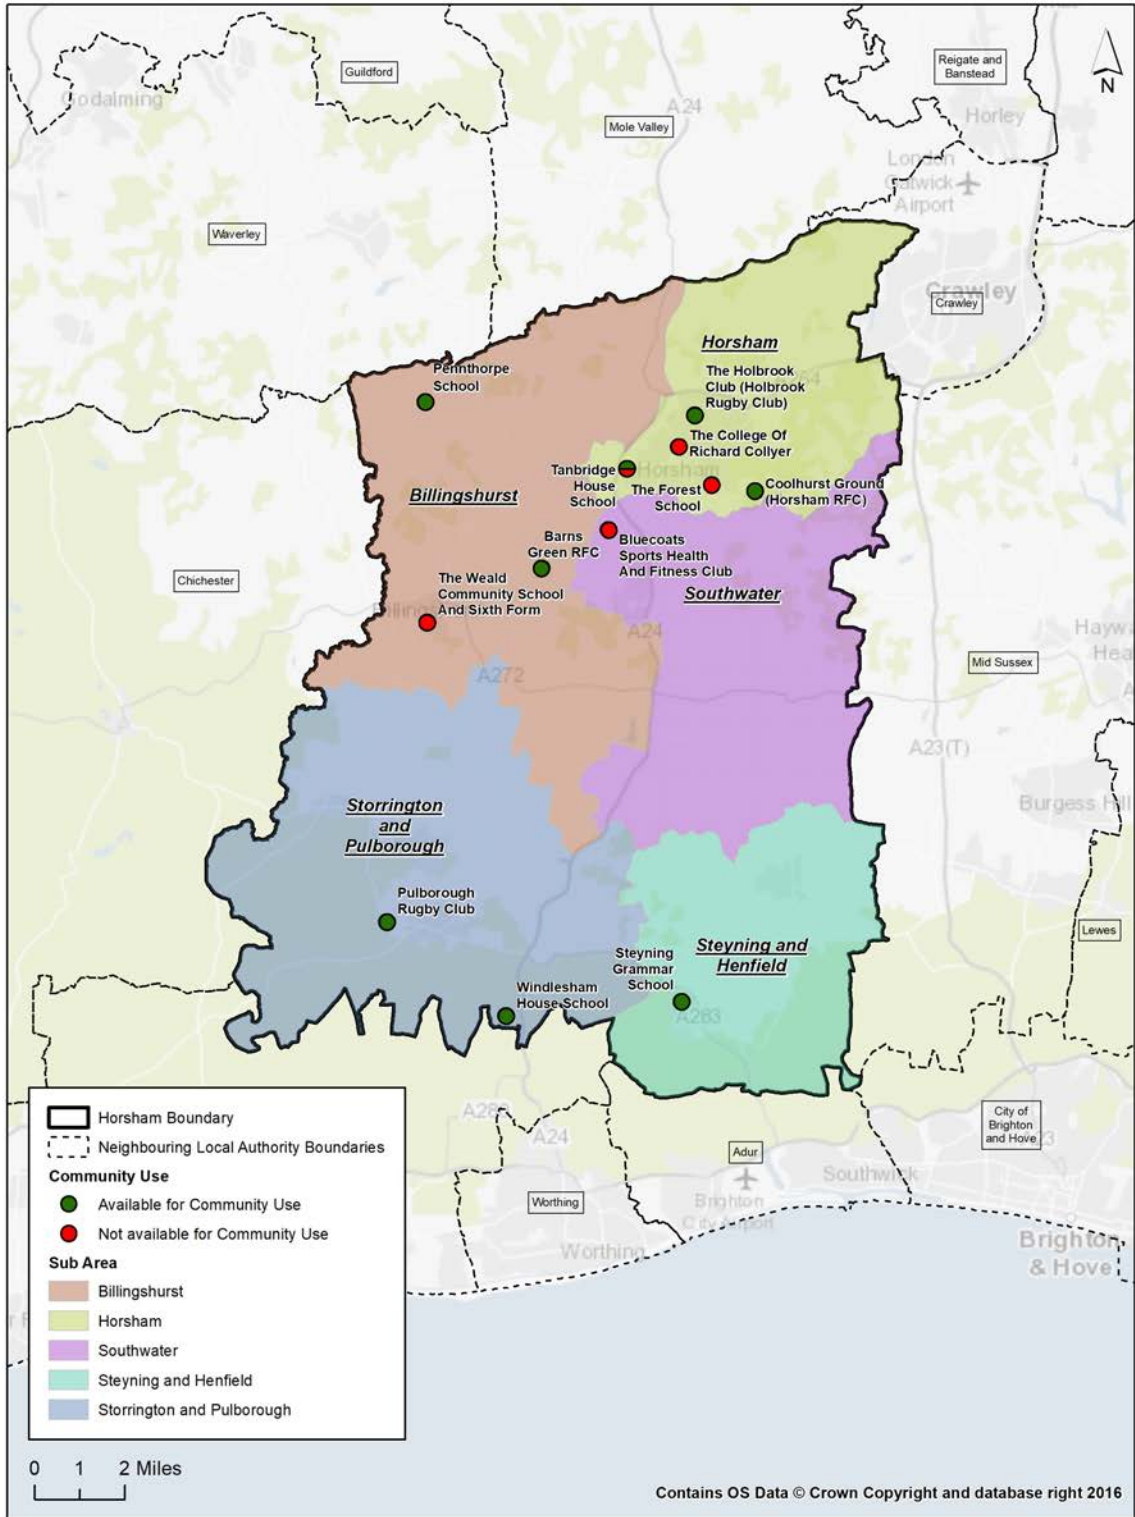 Guildford
Reigate and
Banstead
N
Godalming
A24
Mole Valley
Horley
London
Gatwick
Airport
Waverley
Crawley
Crawley
Horsham
Pennthorpe
School
The Holbrook
Club (Holbrook
Rugby Club)
A264
The College Of
Richard Collyer
Tanbridge
House
School
Horsham
The Forest
School
Coolhurst Ground
(Horsham RFC)
Billingshurst
Barns
Green RFC
Bluecoats
Sports Health
And Fitness Club
Chichester
The Weald
Community School
And Sixth Form
Southwater
A24
Mid Sussex
A272
A23(T)
Burgess Hill
Storrington
and
Pulborough
Pulborough
Rugby Club
Lewes
Steyning
Grammar
School
Steyning and
Henfield
Windlesham
House School
A283
Horsham Boundary
Neighbouring Local Authority Boundaries
Community Use
Available for Community Use
Not available for Community Use
Sub Area
Billingshurst
Horsham
Southwater
Steyning and Henfield
Storrington and Pulborough
A24
City of
Brighton
and Hove
Adur
Southwick
Worthing
Brighton
City Airport
Worthing
Brighton
& Hove
0 1 2 Miles
Contains OS Data © Crown Copyright and database right 2016